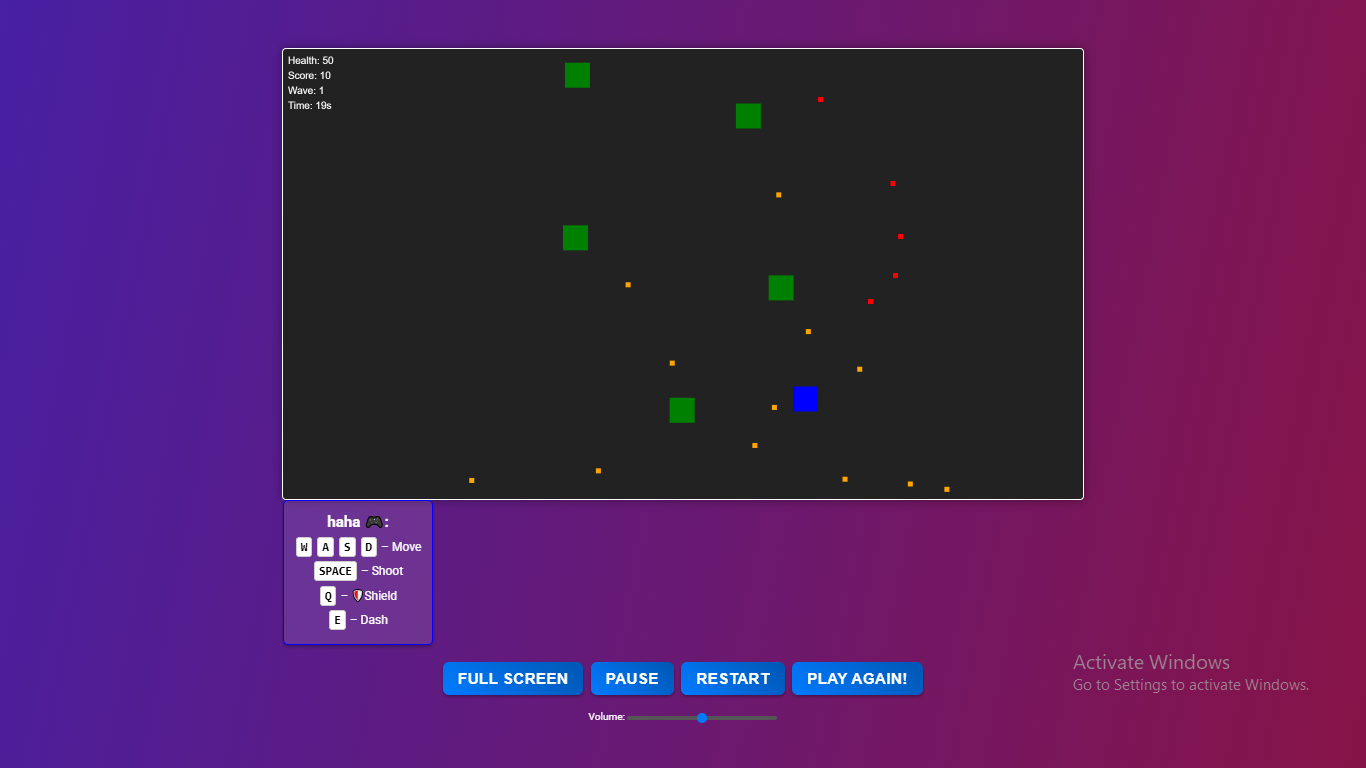 Health: 50
Score: 10
Wave: 1
Time: 19s
haha 🎮:
W A S D – Move
SPACE – Shoot
Q – 🛡Shield
E – Dash
FULL SCREEN PAUSE RESTART PLAY AGAIN!
Volume:
Activate Windows
Go to Settings to activate Windows.